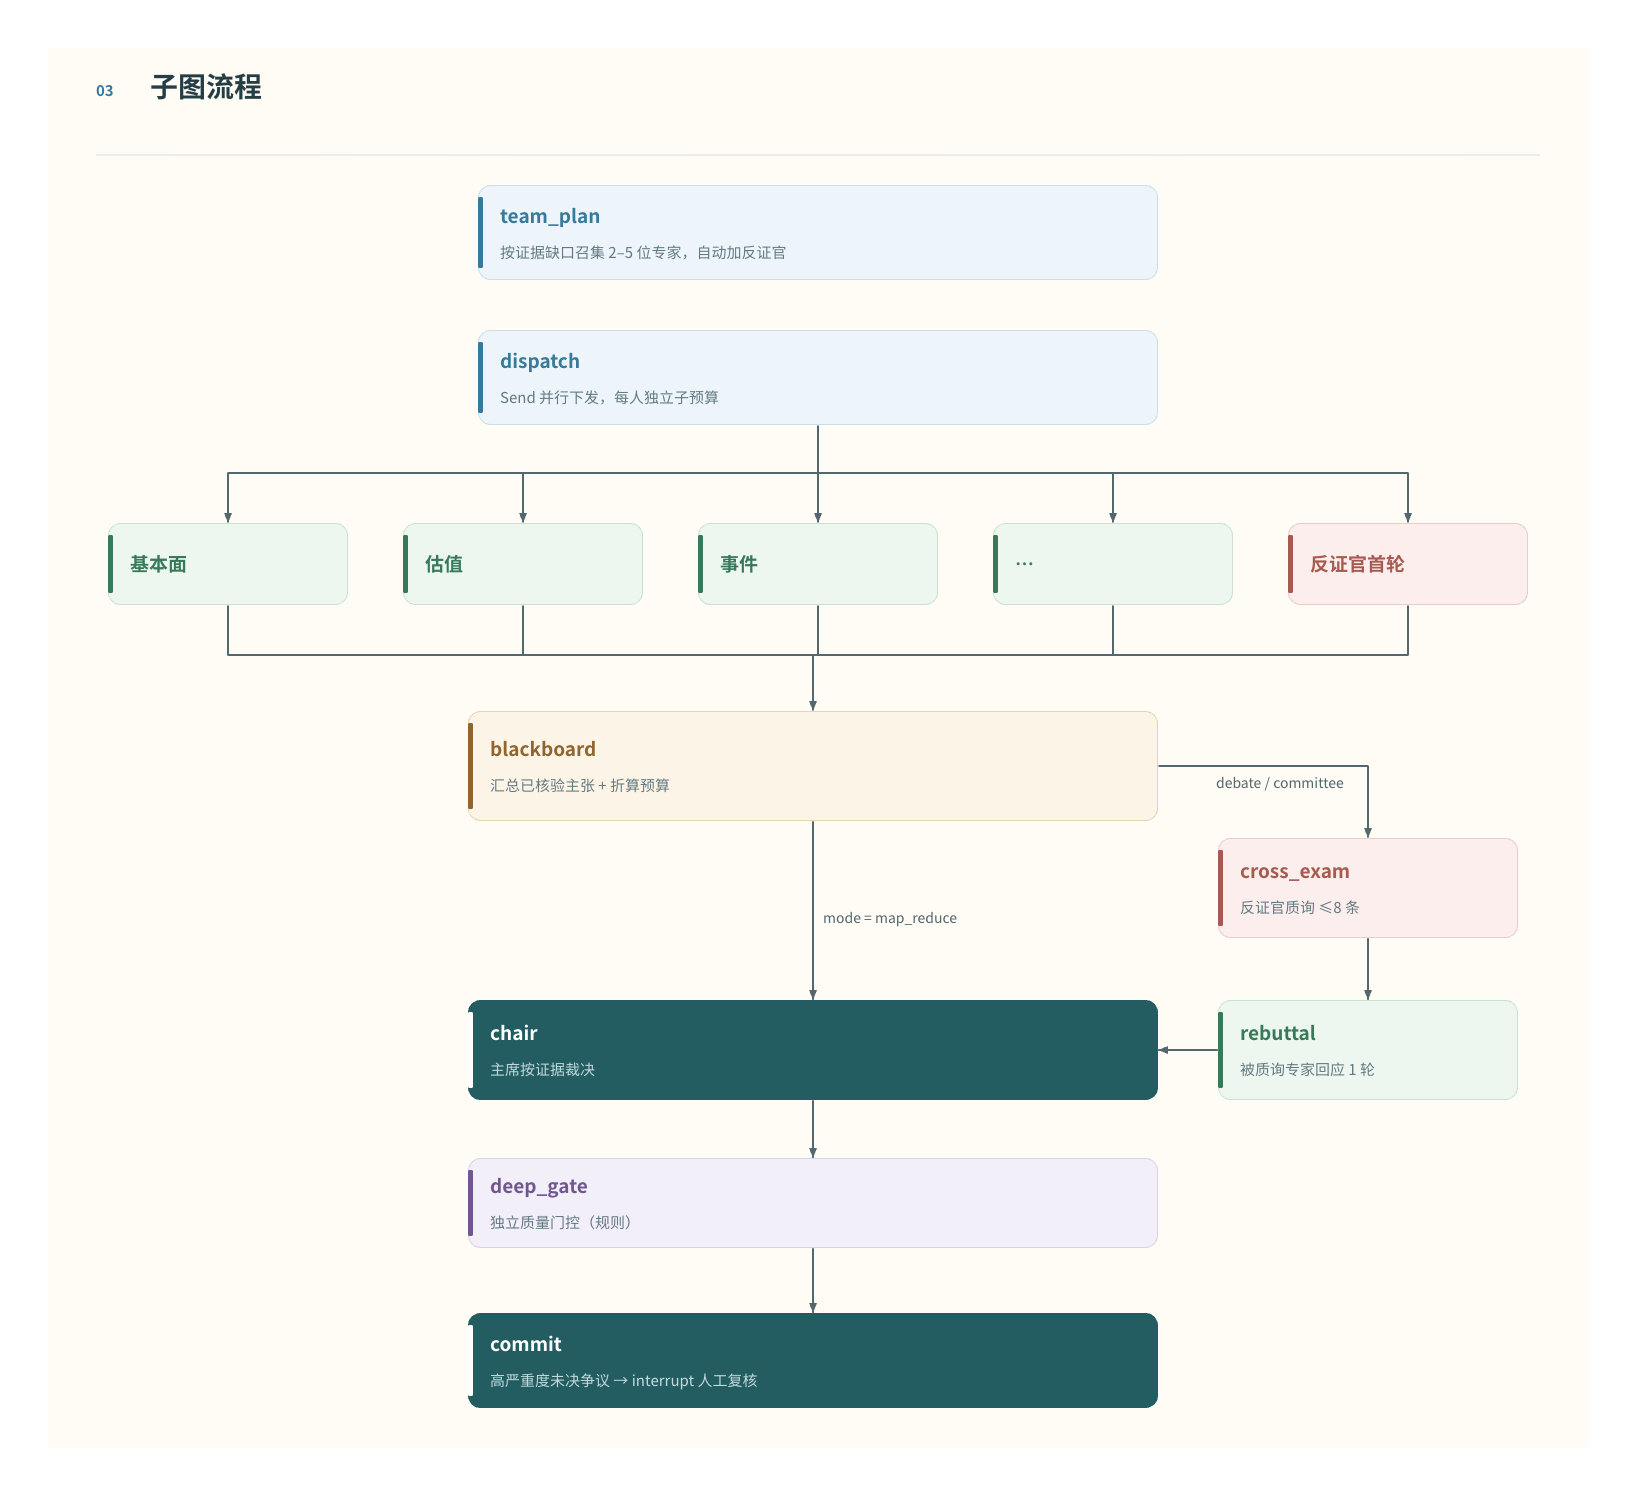 03 子图流程
team_plan
按证据缺口召集 2–5 位专家，自动加反证官
dispatch
Send 并行下发，每人独立子预算
基本面
估值
事件
…
反证官首轮
blackboard
汇总已核验主张 + 折算预算
debate / committee
cross_exam
反证官质询 ≤8 条
mode = map_reduce
chair
主席按证据裁决
rebuttal
被质询专家回应 1 轮
deep_gate
独立质量门控（规则）
commit
高严重度未决争议 → interrupt 人工复核